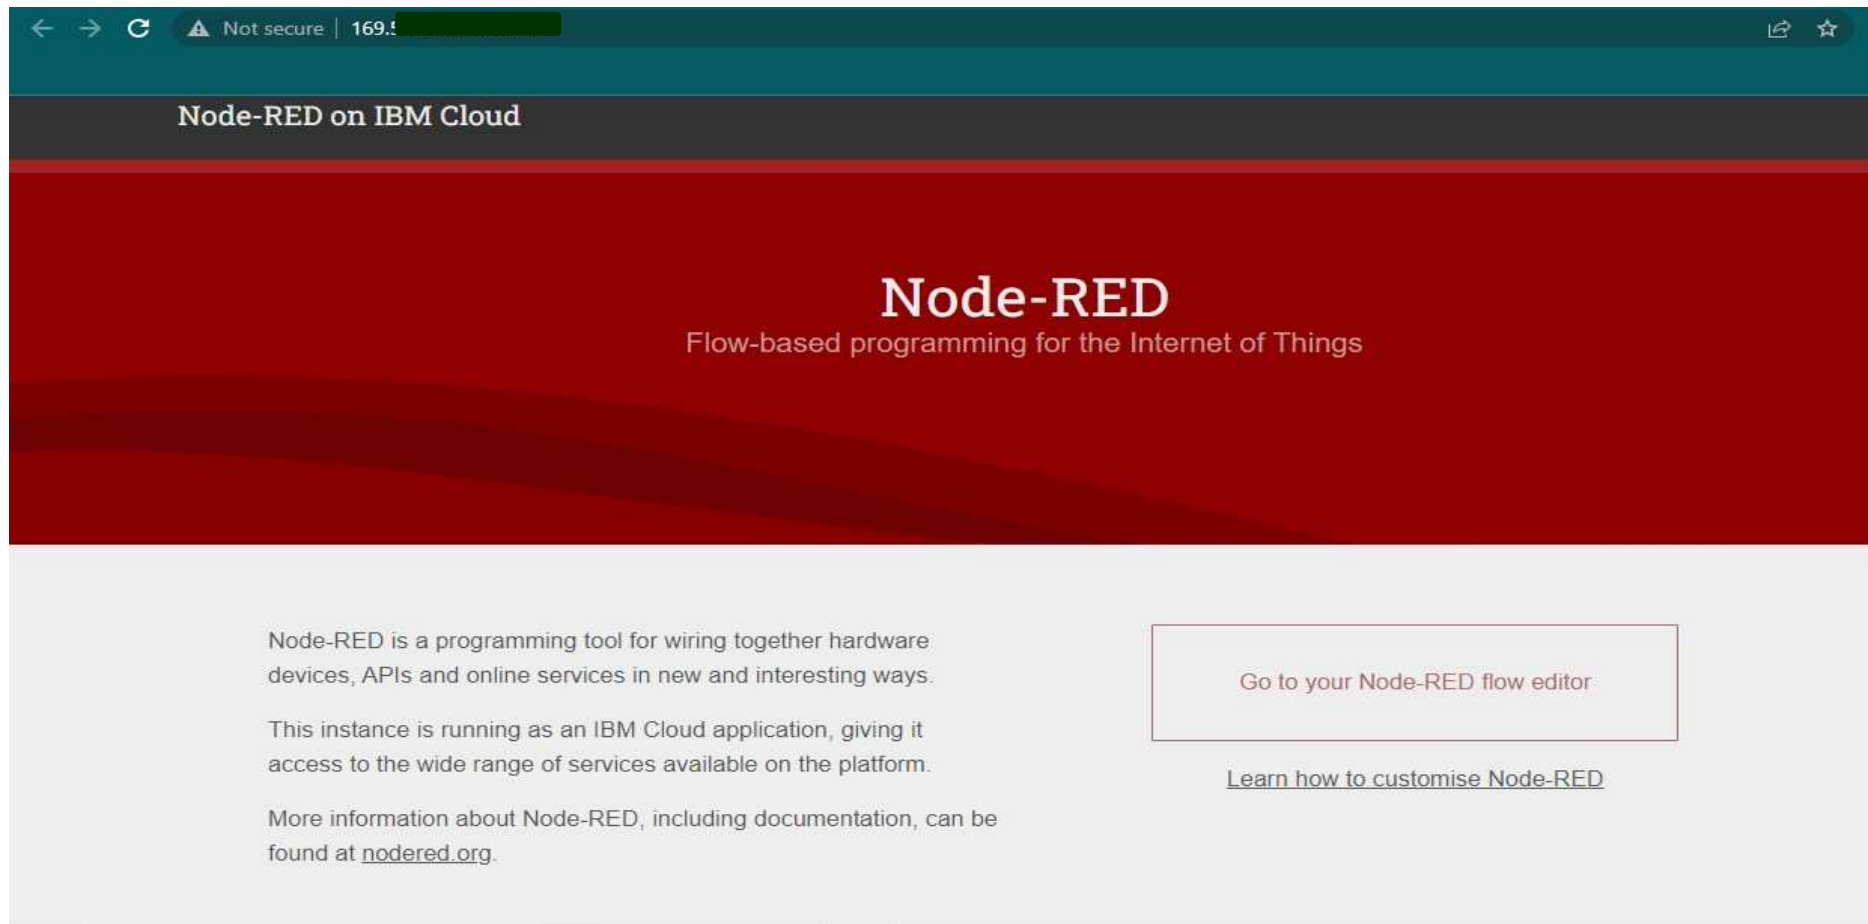 Not secure | 169.5
Node-RED on IBM Cloud
Node-RED
Flow-based programming for the Internet of Things
Node-RED is a programming tool for wiring together hardware
devices, APIs and online services in new and interesting ways.
This instance is running as an IBM Cloud application, giving it
access to the wide range of services available on the platform.
More information about Node-RED, including documentation, can be
found at nodered.org.
Go to your Node-RED flow editor
Learn how to customise Node-RED